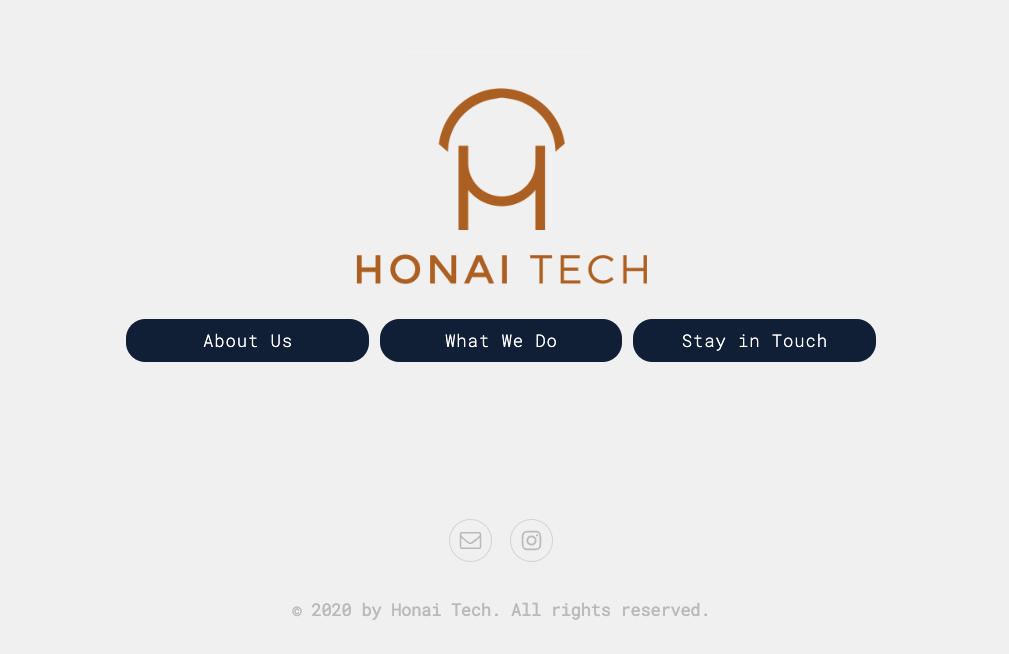 HONAI TECH
About Us What We Do Stay in Touch
© 2020 by Honai Tech. All rights reserved.